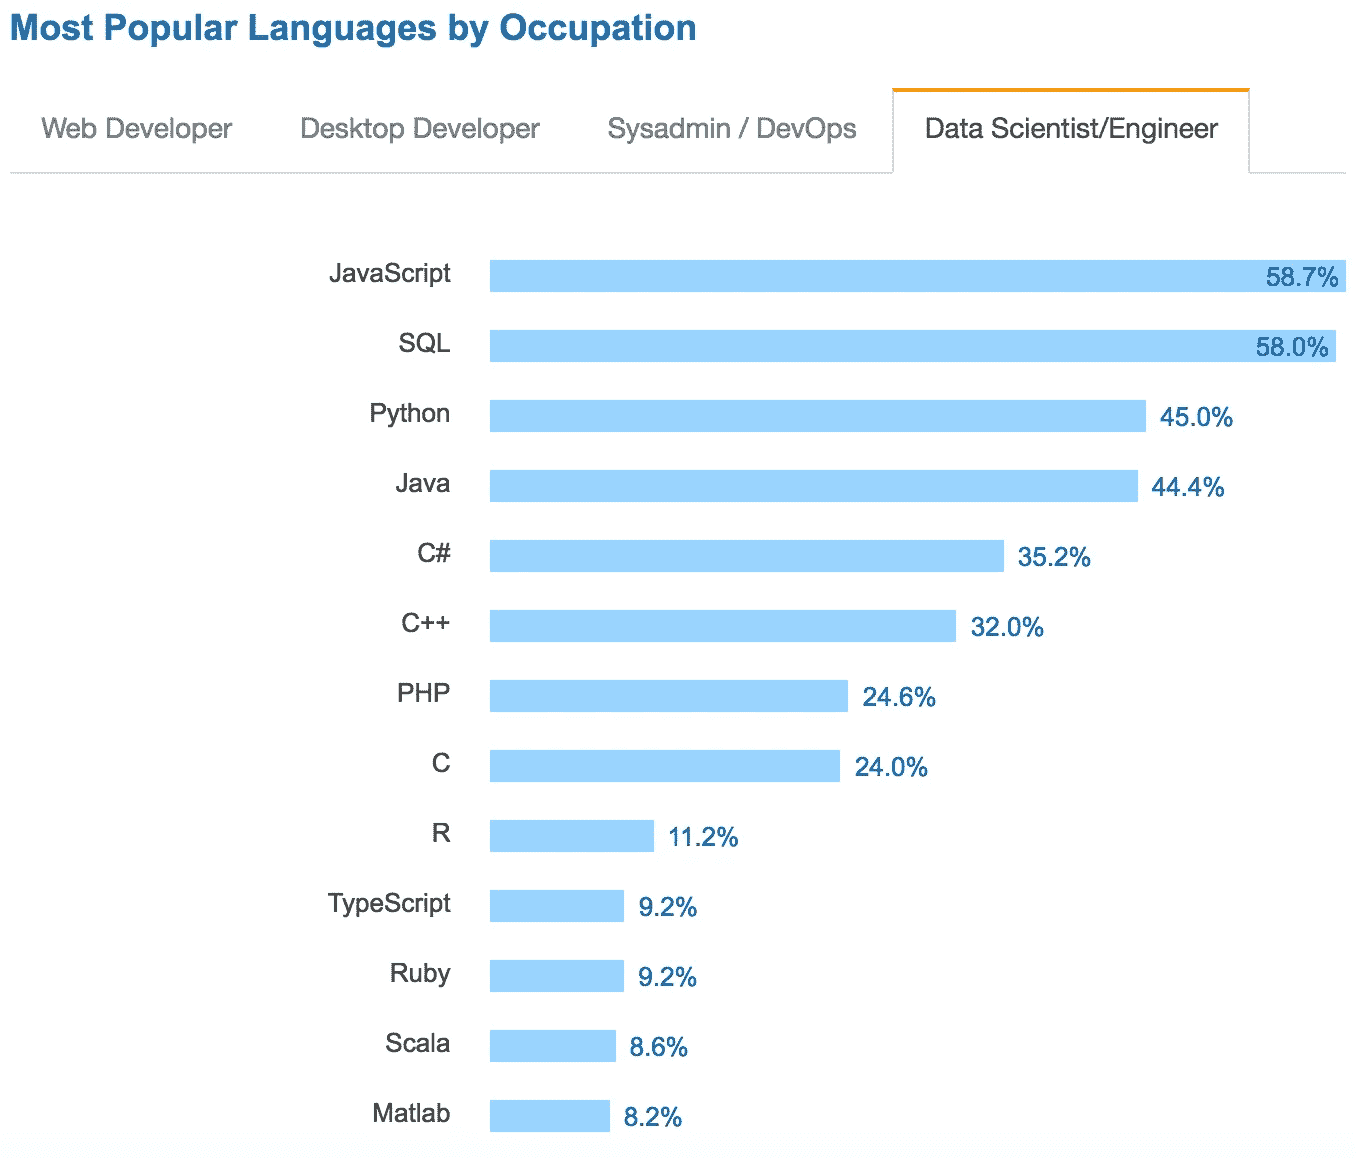 Most Popular Languages by Occupation
Web Developer Desktop Developer Sysadmin / DevOps Data Scientist/Engineer
JavaScript 58.7%
SQL 58.0%
Python 45.0%
Java 44.4%
C# 35.2%
C++ 32.0%
PHP 24.6%
C 24.0%
R 11.2%
TypeScript 9.2%
Ruby 9.2%
Scala 8.6%
Matlab 8.2%